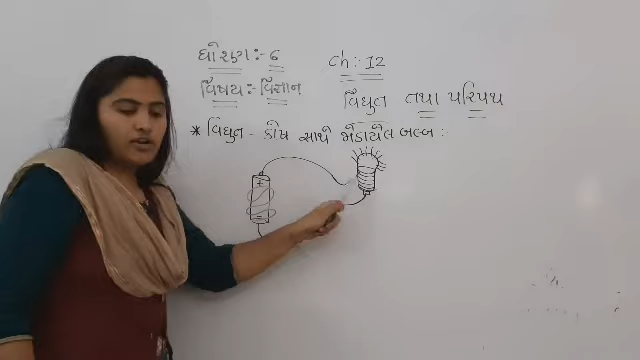 ધોરણ :- 6
ch :- 12
વિષય :- વિજ્ઞાન
વિધુત તથા પરિપથ
* વિધુત - કોષ સાથે જોડાયેલ બલ્બ :
+
-